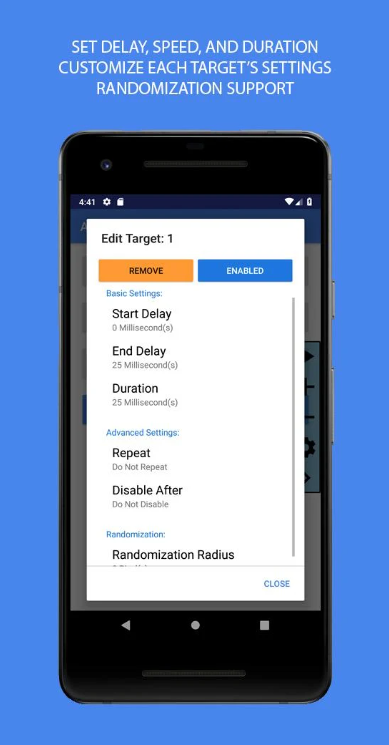 SET DELAY, SPEED, AND DURATION
CUSTOMIZE EACH TARGET'S SETTINGS
RANDOMIZATION SUPPORT
4:41
Edit Target: 1
REMOVE
ENABLED
Basic Settings:
Start Delay
0 Millisecond(s)
End Delay
25 Millisecond(s)
Duration
25 Millisecond(s)
Advanced Settings:
Repeat
Do Not Repeat
Disable After
Do Not Disable
Randomization:
Randomization Radius
CLOSE